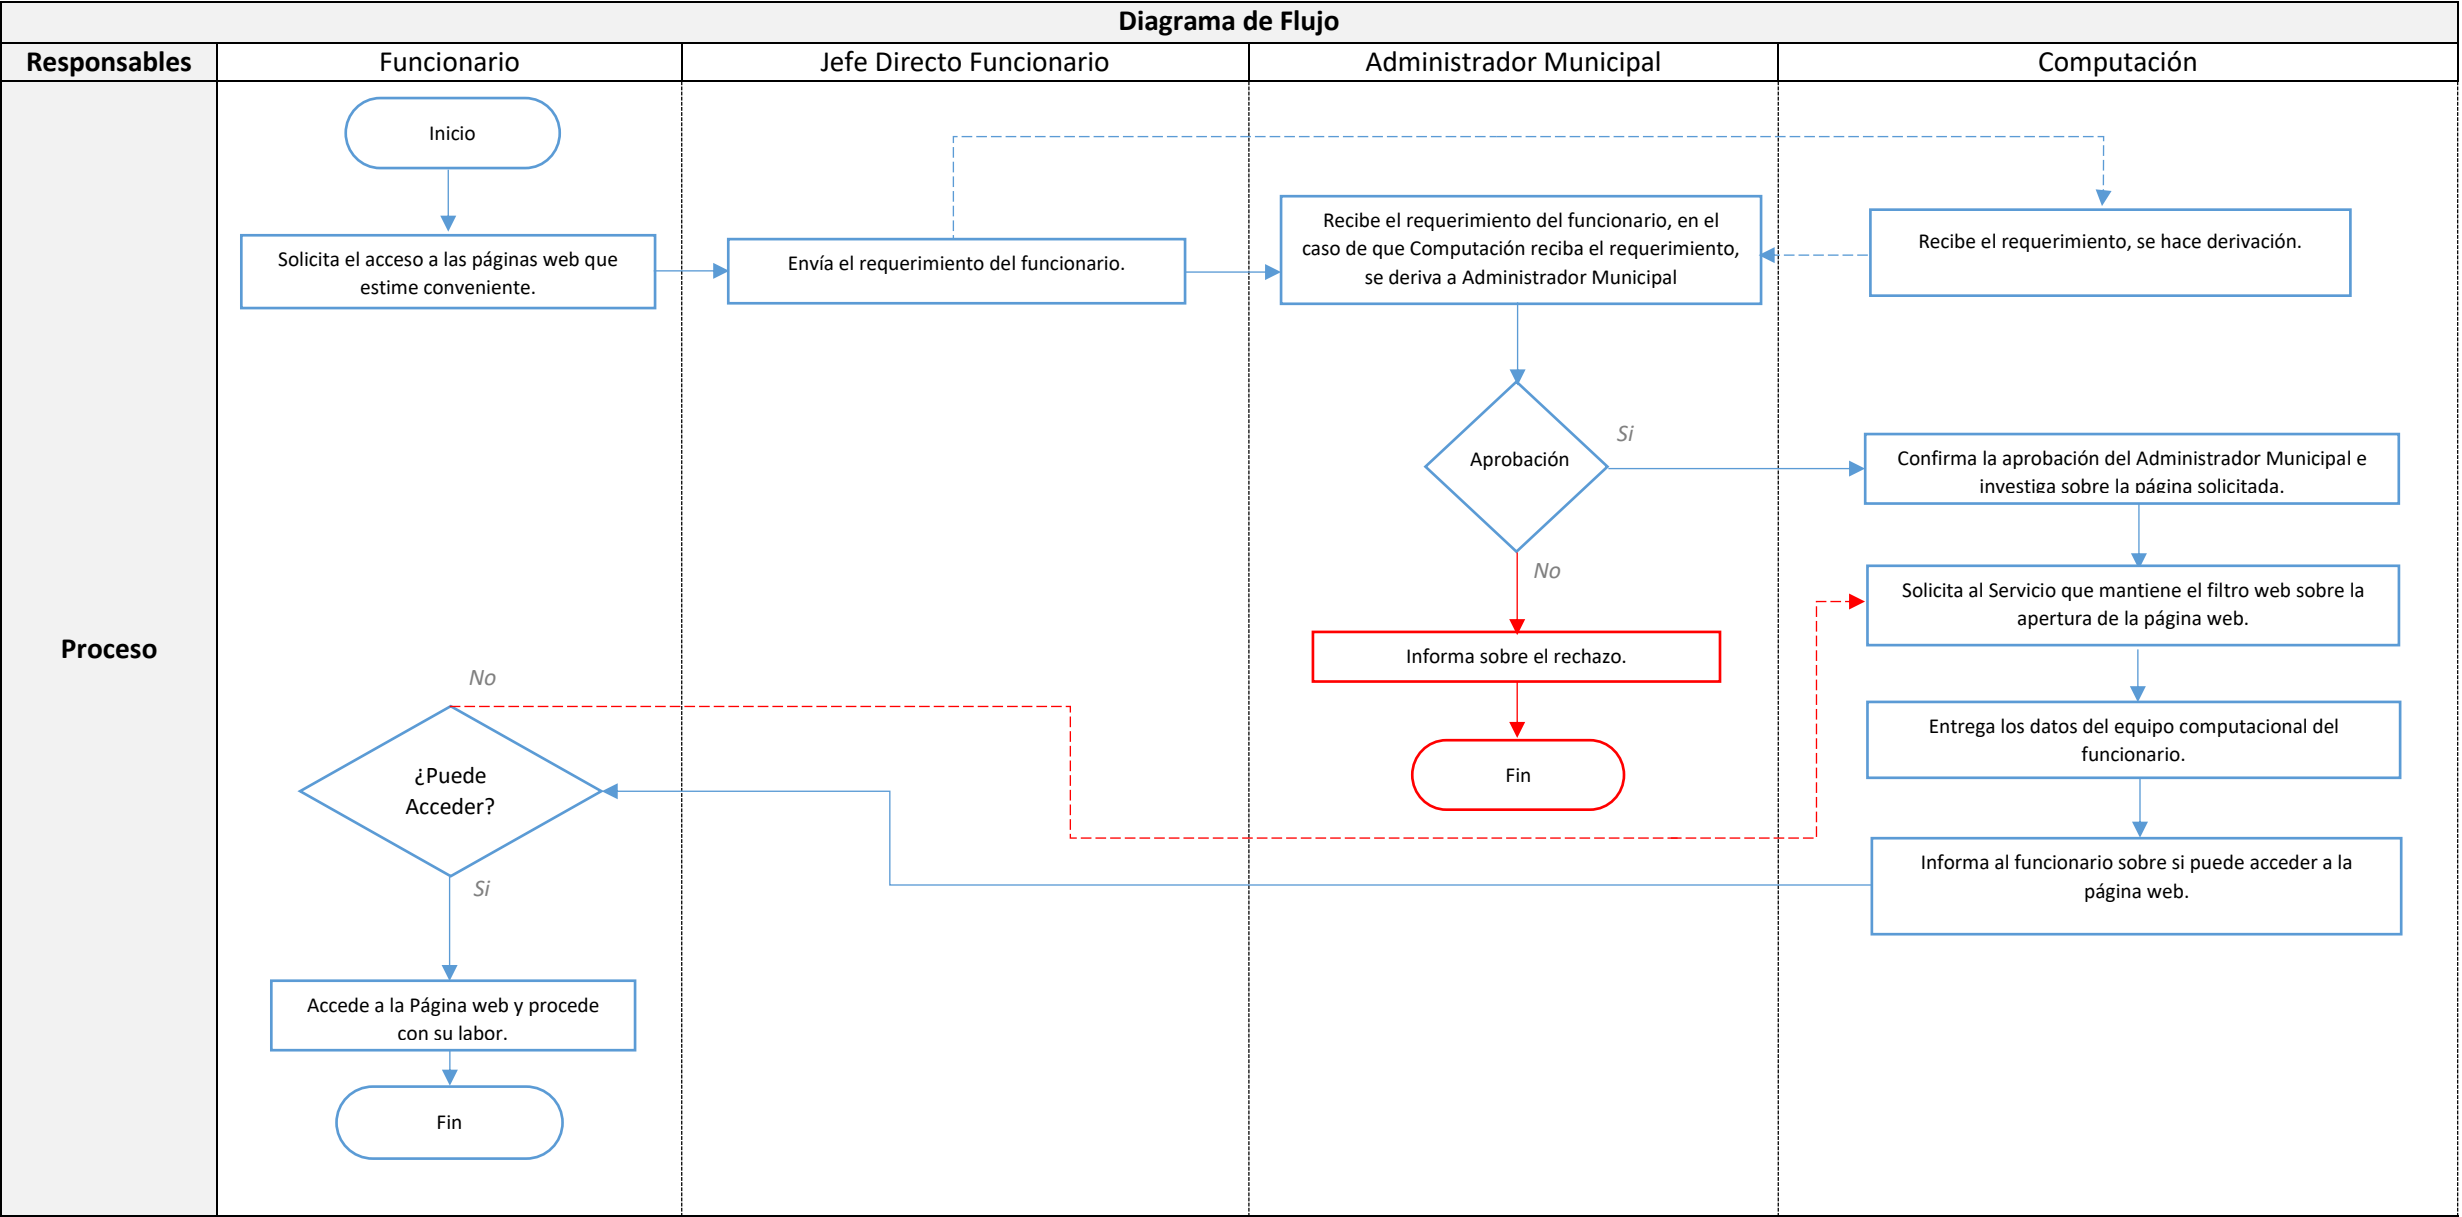 Diagrama de Flujo
Responsables
Funcionario
Jefe Directo Funcionario
Administrador Municipal
Computación
Proceso
Inicio
Solicita el acceso a las páginas web que
estime conveniente.
Envía el requerimiento del funcionario.
Recibe el requerimiento del funcionario, en el
caso de que Computación reciba el requerimiento,
se deriva a Administrador Municipal
Recibe el requerimiento, se hace derivación.
Aprobación
Si
No
Confirma la aprobación del Administrador Municipal e
investiga sobre la página solicitada.
Solicita al Servicio que mantiene el filtro web sobre la
apertura de la página web.
Informa sobre el rechazo.
Fin
Entrega los datos del equipo computacional del
funcionario.
Informa al funcionario sobre si puede acceder a la
página web.
No
¿Puede
Acceder?
Si
Accede a la Página web y procede
con su labor.
Fin